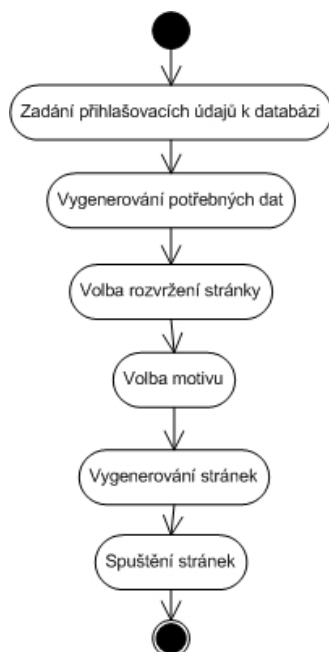 Zadání přihlašovacích údajů k databázi
Vygenerování potřebných dat
Volba rozvržení stránky
Volba motivu
Vygenerování stránek
Spuštění stránek